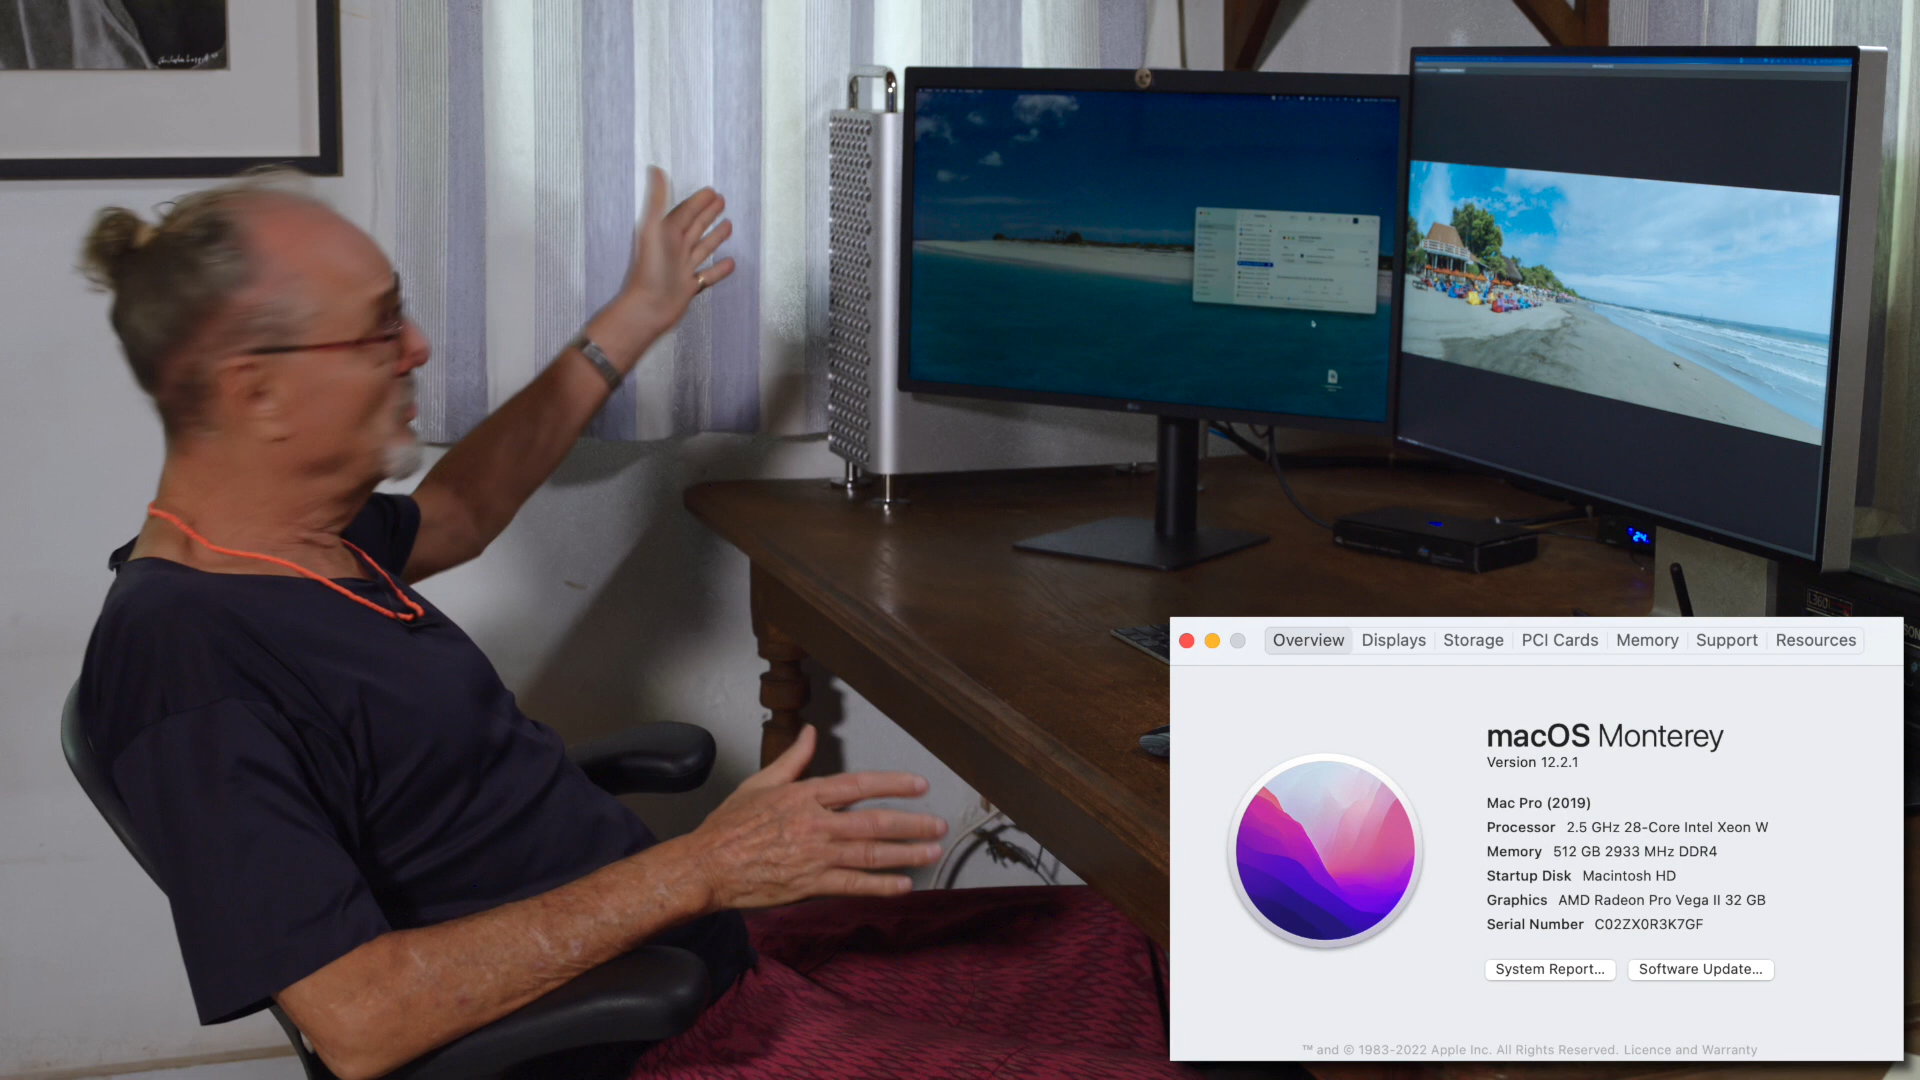 LG
24
L360
Overview Displays Storage PCI Cards Memory Support Resources
macOS Monterey
Version 12.2.1
Mac Pro (2019)
Processor 2.5 GHz 28-Core Intel Xeon W
Memory 512 GB 2933 MHz DDR4
Startup Disk Macintosh HD
Graphics AMD Radeon Pro Vega II 32 GB
Serial Number C02ZX0R3K7GF
System Report...
Software Update...
™ and © 1983-2022 Apple Inc. All Rights Reserved. Licence and Warranty